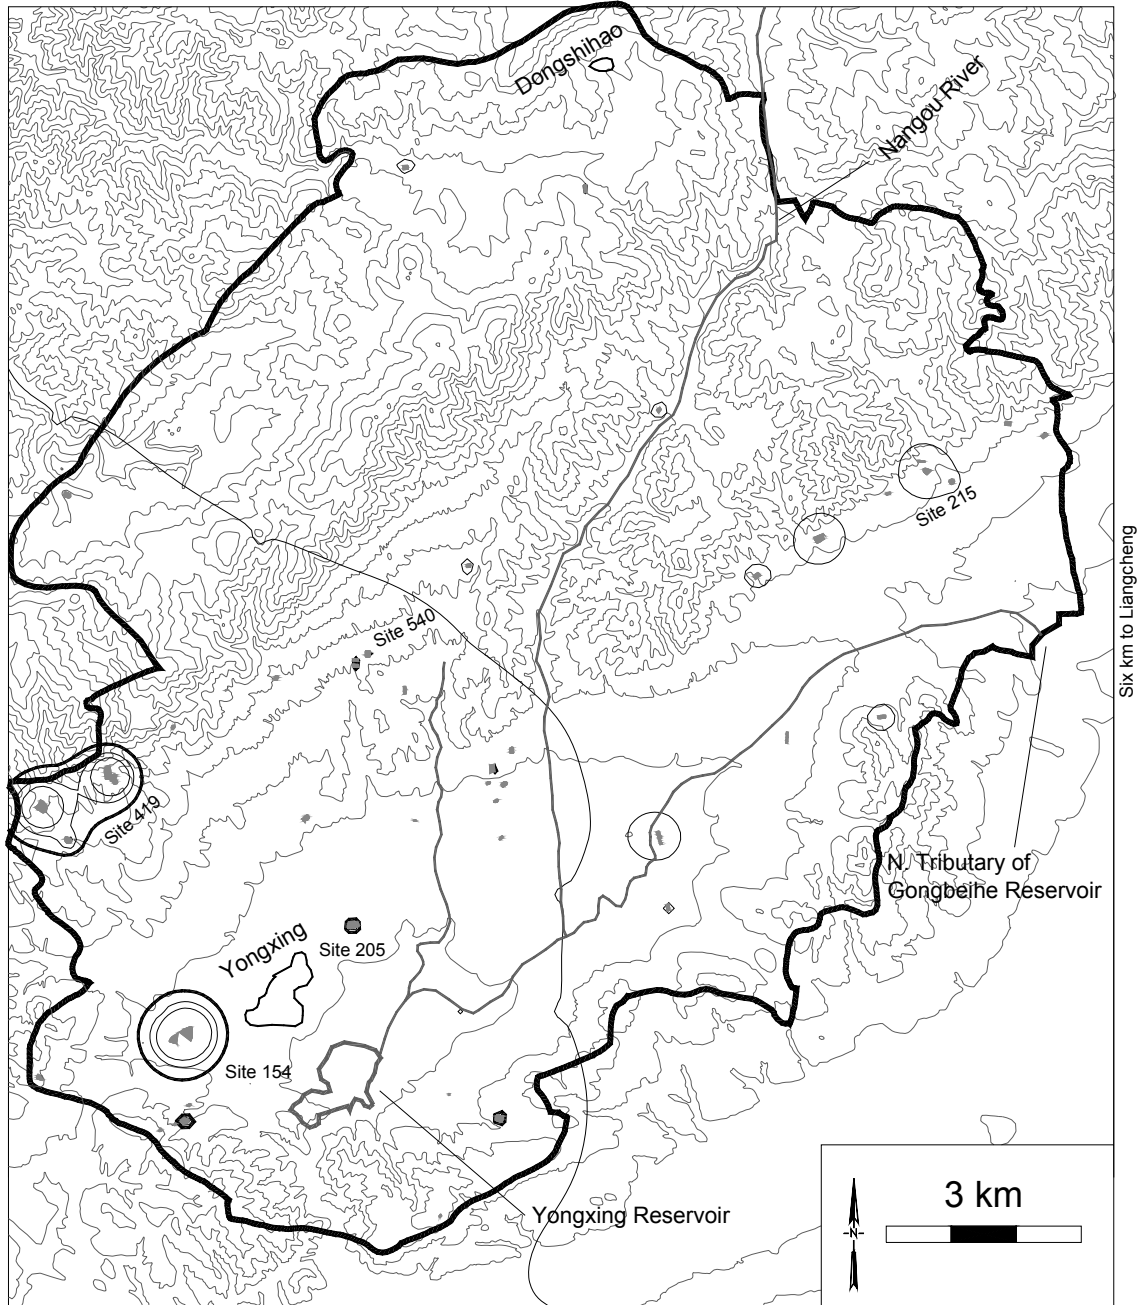 Dongshihao
Nangou River
Site 215
Six km to Liangcheng
Site 540
Site 419
N. Tributary of
Gongbeihe Reservoir
Yongxing
Site 205
Site 154
Yongxing Reservoir
3 km
N